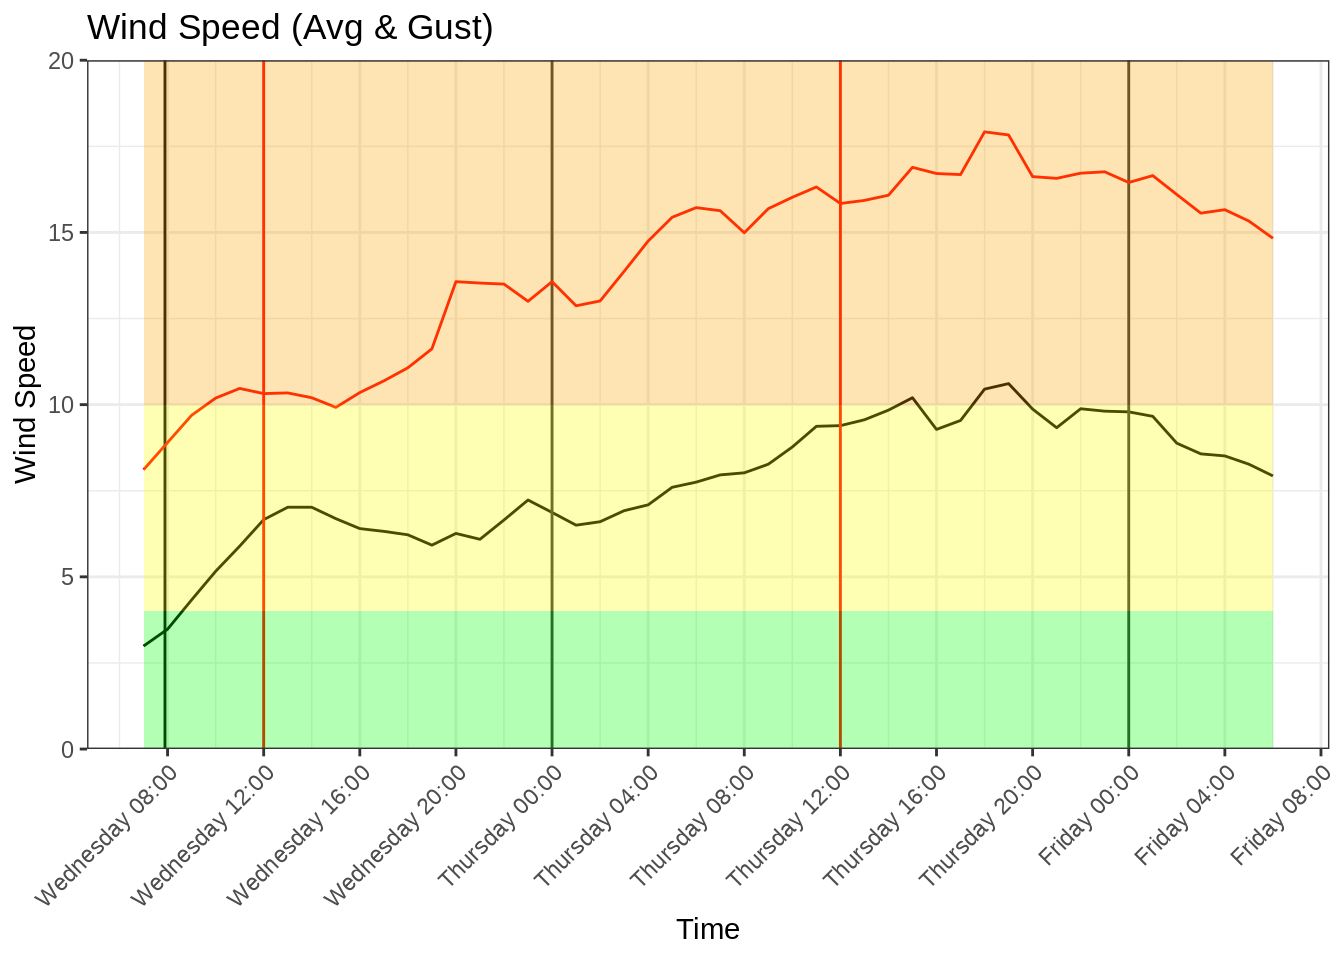 Wind Speed (Avg & Gust)
Wind Speed
20
15
10
5
0
Wednesday 08:00
Wednesday 12:00
Wednesday 16:00
Wednesday 20:00
Thursday 00:00
Thursday 04:00
Thursday 08:00
Thursday 12:00
Thursday 16:00
Thursday 20:00
Friday 00:00
Friday 04:00
Friday 08:00
Time